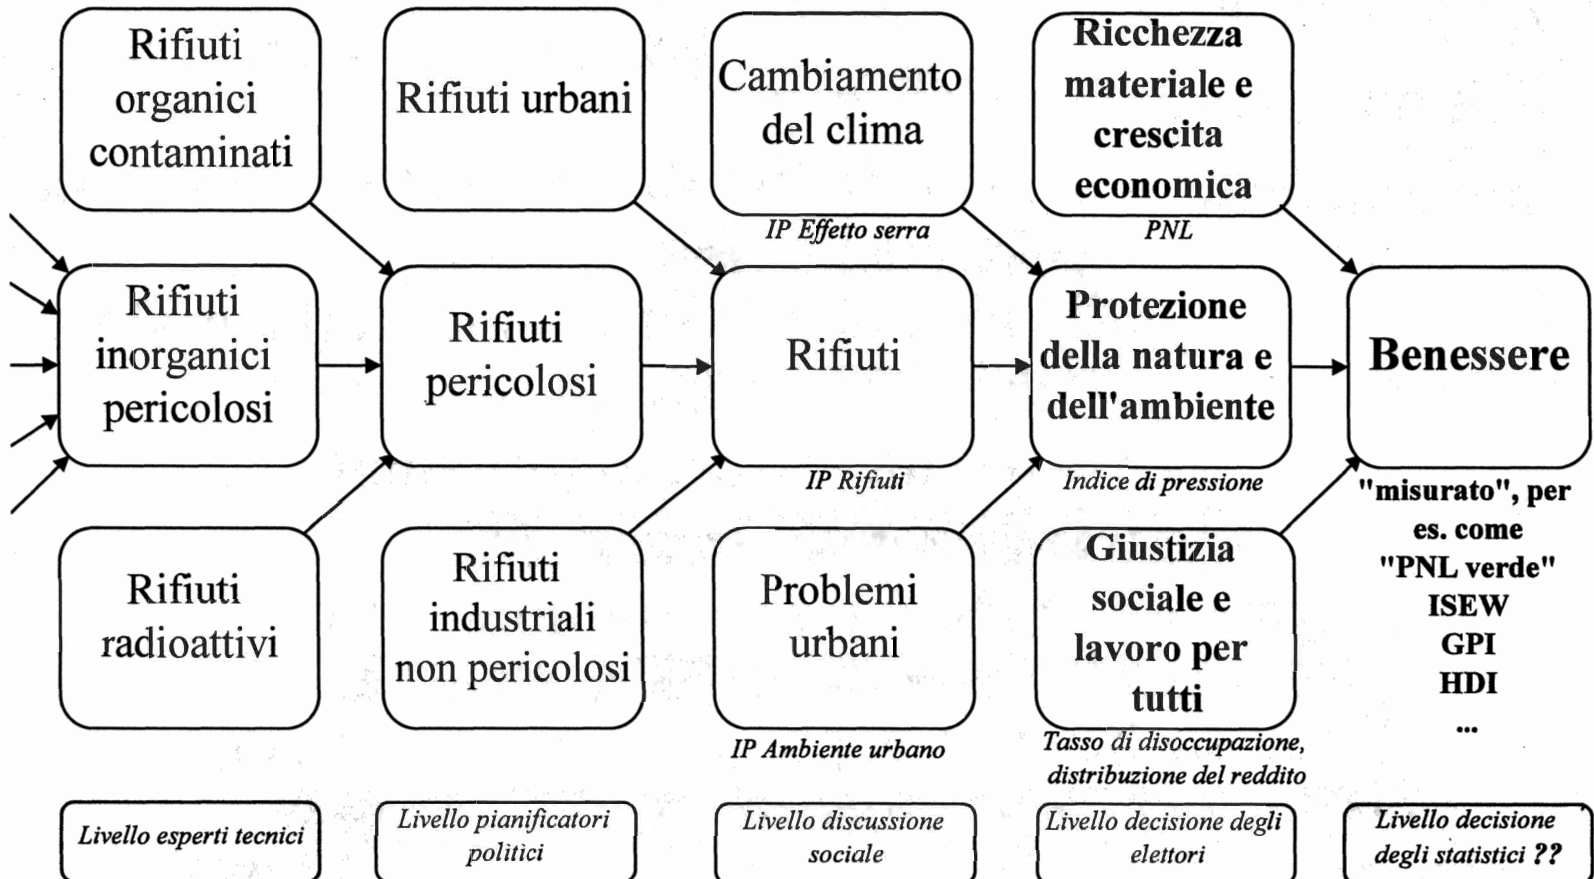 Rifiuti
organici
contaminati
Rifiuti urbani
Cambiamento
del clima
IP Effetto serra
Ricchezza
materiale e
crescita
economica
PNL
Rifiuti
inorganici
pericolosi
Rifiuti
pericolosi
Rifiuti
IP Rifiuti
Protezione
della natura e
dell'ambiente
Indice di pressione
Benessere
"misurato", per
es. come
"PNL verde"
ISEW
GPI
HDI
...
Rifiuti
radioattivi
Rifiuti
industriali
non pericolosi
Problemi
urbani
IP Ambiente urbano
Giustizia
sociale e
lavoro per
tutti
Tasso di disoccupazione,
distribuzione del reddito
Livello esperti tecnici
Livello pianificatori
politici
Livello discussione
sociale
Livello decisione degli
elettori
Livello decisione
degli statistici ??